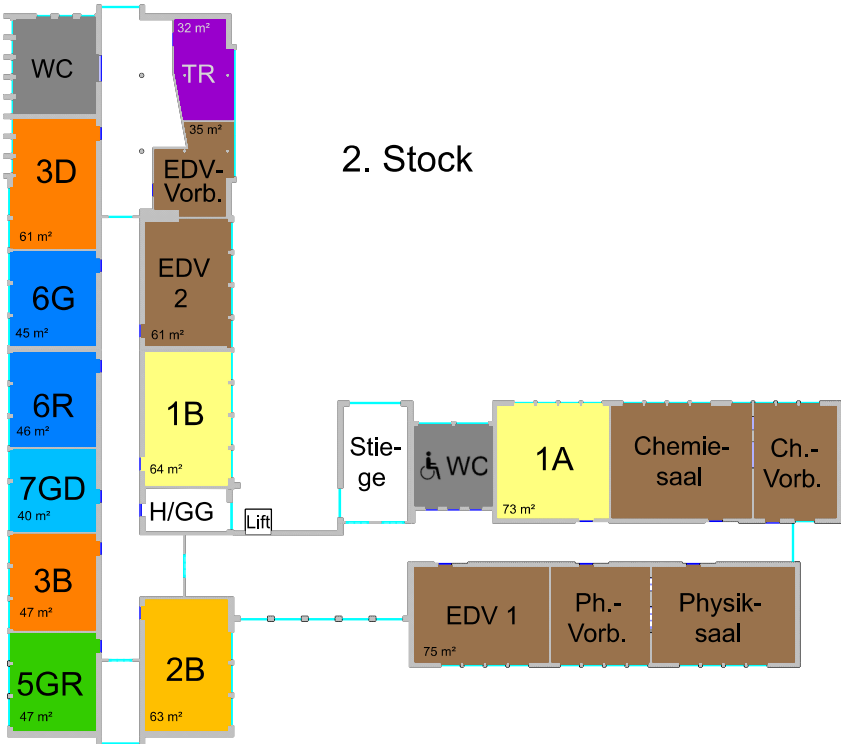 32 m²
WC
TR
35 m²
2. Stock
3D
EDV-
Vorb.
61 m²
EDV
2
6G
45 m²
61 m²
6R
46 m²
1B
64 m²
Stie-
ge
WC
1A
73 m²
Chemie-
saal
Ch.-
Vorb.
7GD
40 m²
H/GG
Lift
3B
47 m²
EDV 1
75 m²
Ph.-
Vorb.
Physik-
saal
5GR
47 m²
2B
63 m²